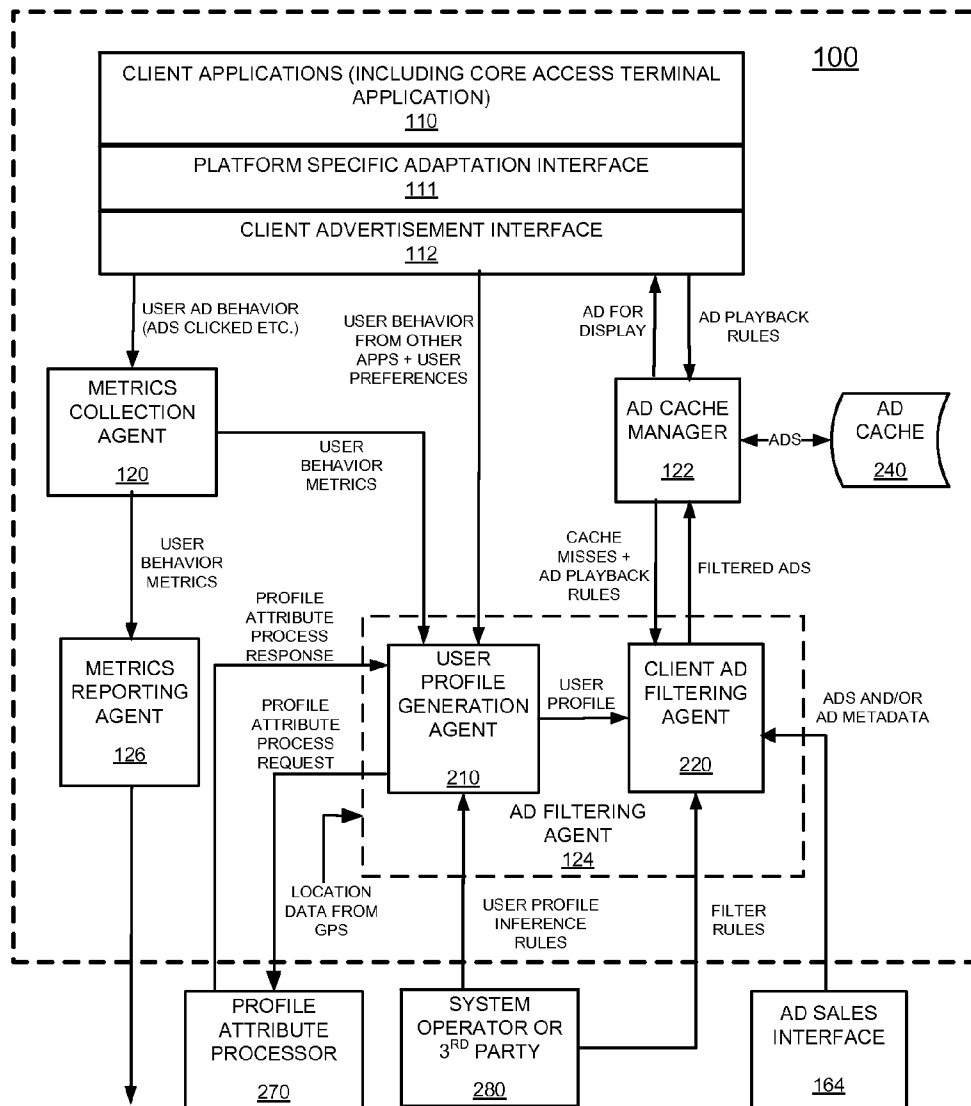 100
CLIENT APPLICATIONS (INCLUDING CORE ACCESS TERMINAL
APPLICATION)
110
PLATFORM SPECIFIC ADAPTATION INTERFACE
111
CLIENT ADVERTISEMENT INTERFACE
112
USER AD BEHAVIOR
(ADS CLICKED ETC.)
USER BEHAVIOR
FROM OTHER
APPS + USER
PREFERENCES
AD FOR
DISPLAY
AD PLAYBACK
RULES
METRICS
COLLECTION
AGENT
120
USER
BEHAVIOR
METRICS
AD CACHE
MANAGER
122
ADS
AD
CACHE
240
USER
BEHAVIOR
METRICS
CACHE
MISSES +
AD PLAYBACK
RULES
FILTERED ADS
PROFILE
ATTRIBUTE
PROCESS
RESPONSE
METRICS
REPORTING
AGENT
126
PROFILE
ATTRIBUTE
PROCESS
REQUEST
USER
PROFILE
GENERATION
AGENT
210
USER
PROFILE
CLIENT AD
FILTERING
AGENT
220
ADS AND/OR
AD METADATA
AD FILTERING
AGENT
124
LOCATION
DATA FROM
GPS
USER PROFILE
INFERENCE
RULES
FILTER
RULES
PROFILE
ATTRIBUTE
PROCESSOR
270
SYSTEM
OPERATOR OR
3RD PARTY
280
AD SALES
INTERFACE
164